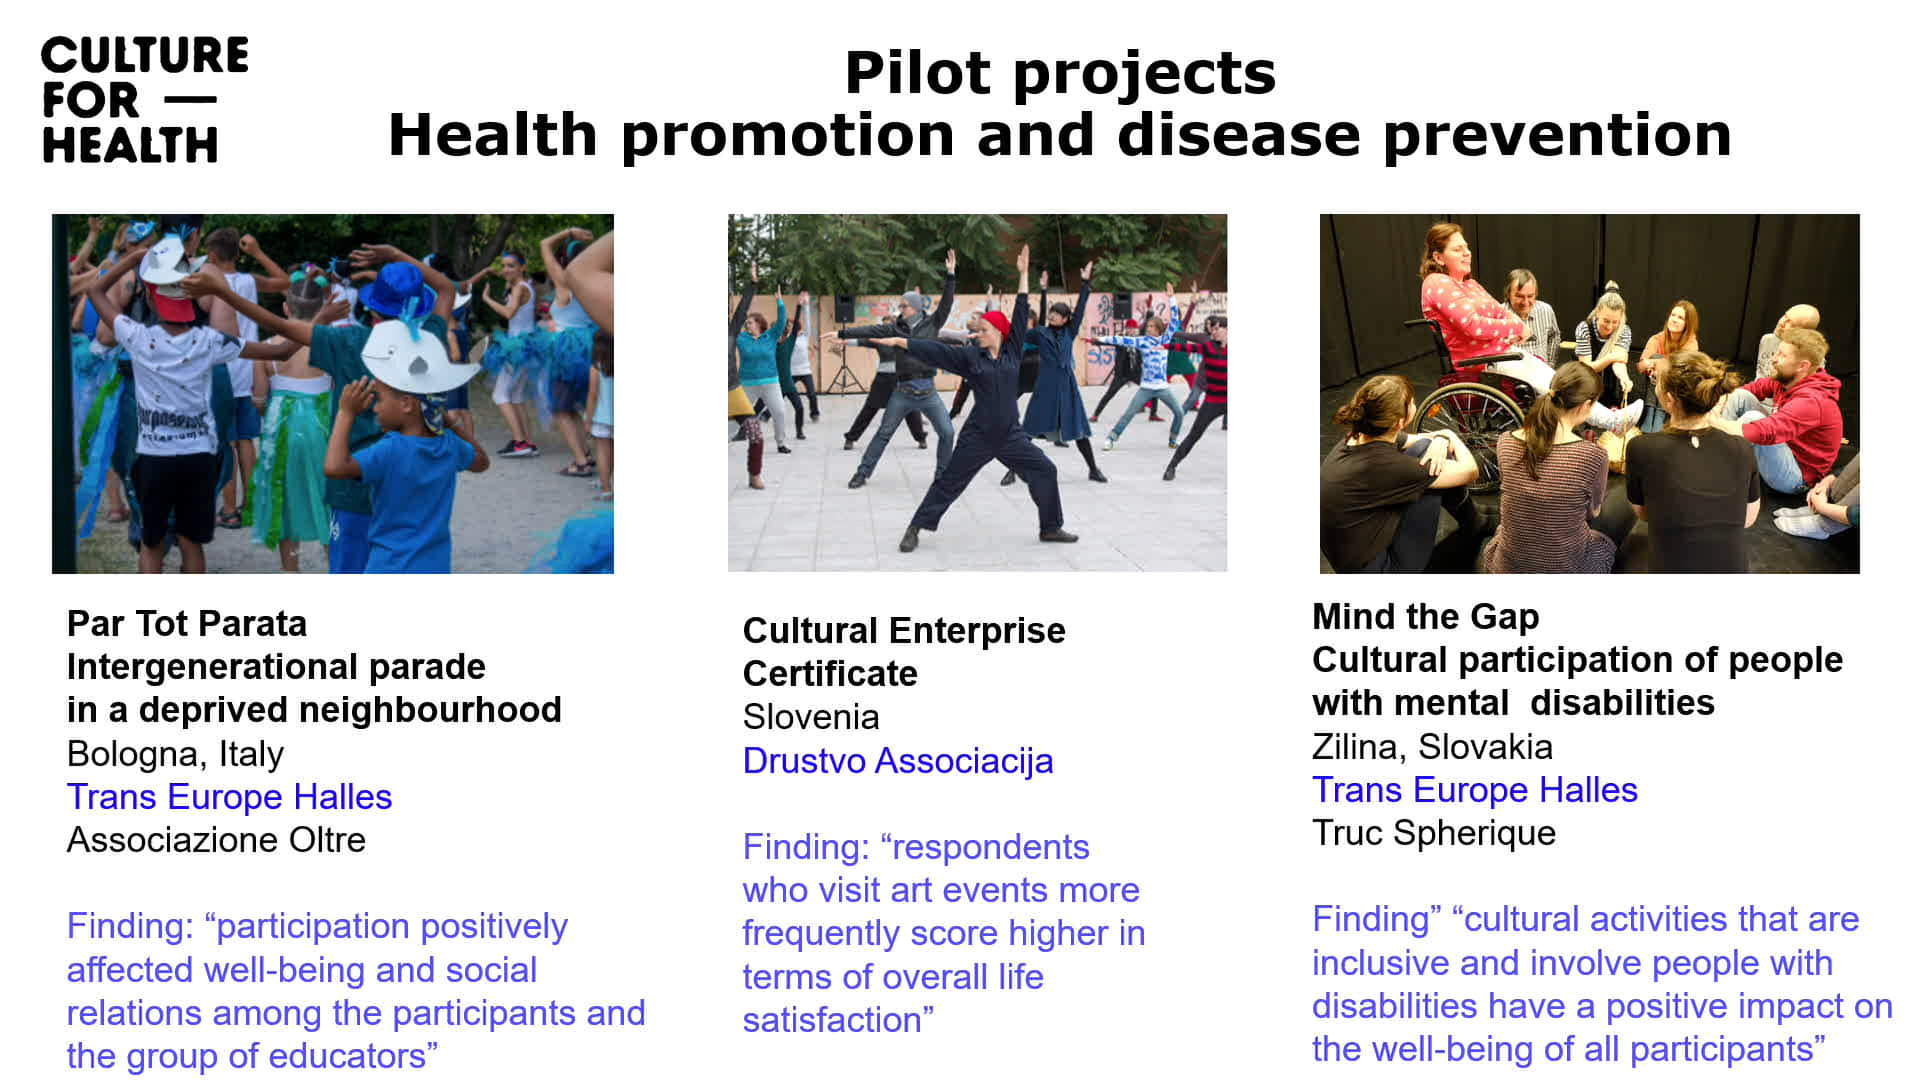 CULTURE
FOR —
HEALTH
Pilot projects
Health promotion and disease prevention
Par Tot Parata
Intergenerational parade
in a deprived neighbourhood
Bologna, Italy
Trans Europe Halles
Associazione Oltre
Finding: “participation positively
affected well-being and social
relations among the participants and
the group of educators”
Cultural Enterprise
Certificate
Slovenia
Drustvo Associacija
Finding: “respondents
who visit art events more
frequently score higher in
terms of overall life
satisfaction”
Mind the Gap
Cultural participation of people
with mental  disabilities
Zilina, Slovakia
Trans Europe Halles
Truc Spherique
Finding” “cultural activities that are
inclusive and involve people with
disabilities have a positive impact on
the well-being of all participants”